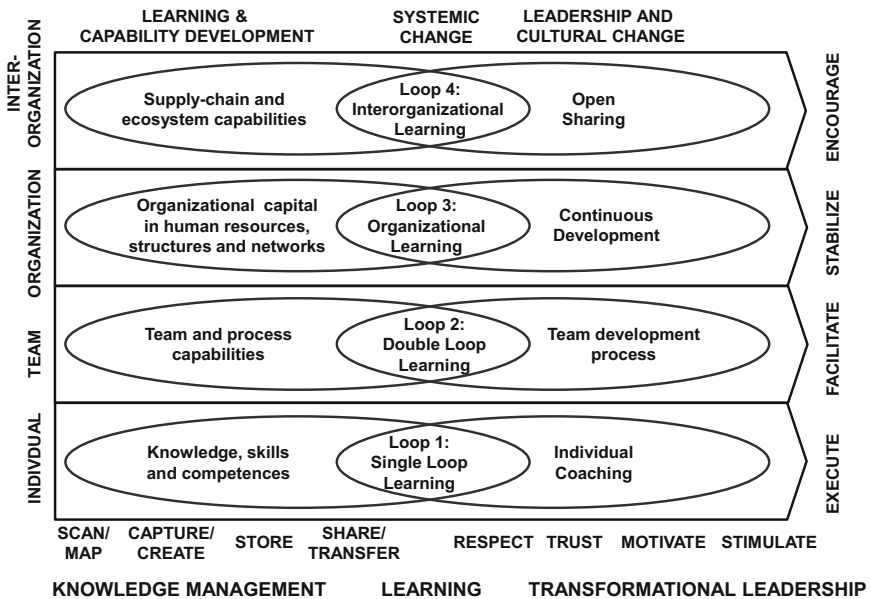 LEARNING &
CAPABILITY DEVELOPMENT
SYSTEMIC
CHANGE
LEADERSHIP AND
CULTURAL CHANGE
INTER-
ORGANIZATION
Supply-chain and
ecosystem capabilities
Loop 4:
Interorganizational
Learning
Open
Sharing
ENCOURAGE
ORGANIZATION
Organizational capital
in human resources,
structures and networks
Loop 3:
Organizational
Learning
Continuous
Development
STABILIZE
TEAM
Team and process
capabilities
Loop 2:
Double Loop
Learning
Team development
process
FACILITATE
INDIVDUAL
Knowledge, skills
and competences
Loop 1:
Single Loop
Learning
Individual
Coaching
EXECUTE
SCAN/
MAP
CAPTURE/
CREATE
STORE
SHARE/
TRANSFER
RESPECT
TRUST
MOTIVATE
STIMULATE
KNOWLEDGE MANAGEMENT
LEARNING
TRANSFORMATIONAL LEADERSHIP